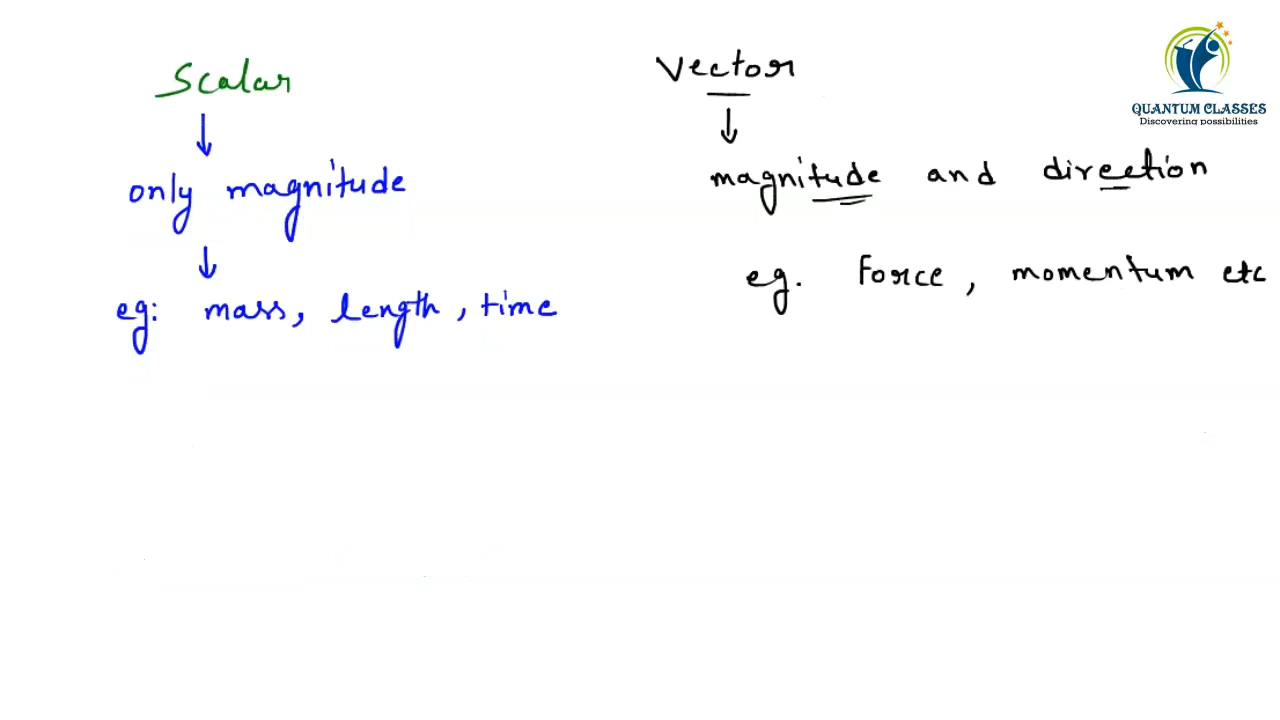 Scalar
↓
only magnitude
↓
eg: mass, length, time
Vector
↓
magnitude and direction
eg. Force, momentum etc
QUANTUM CLASSES
Discovering possibilities